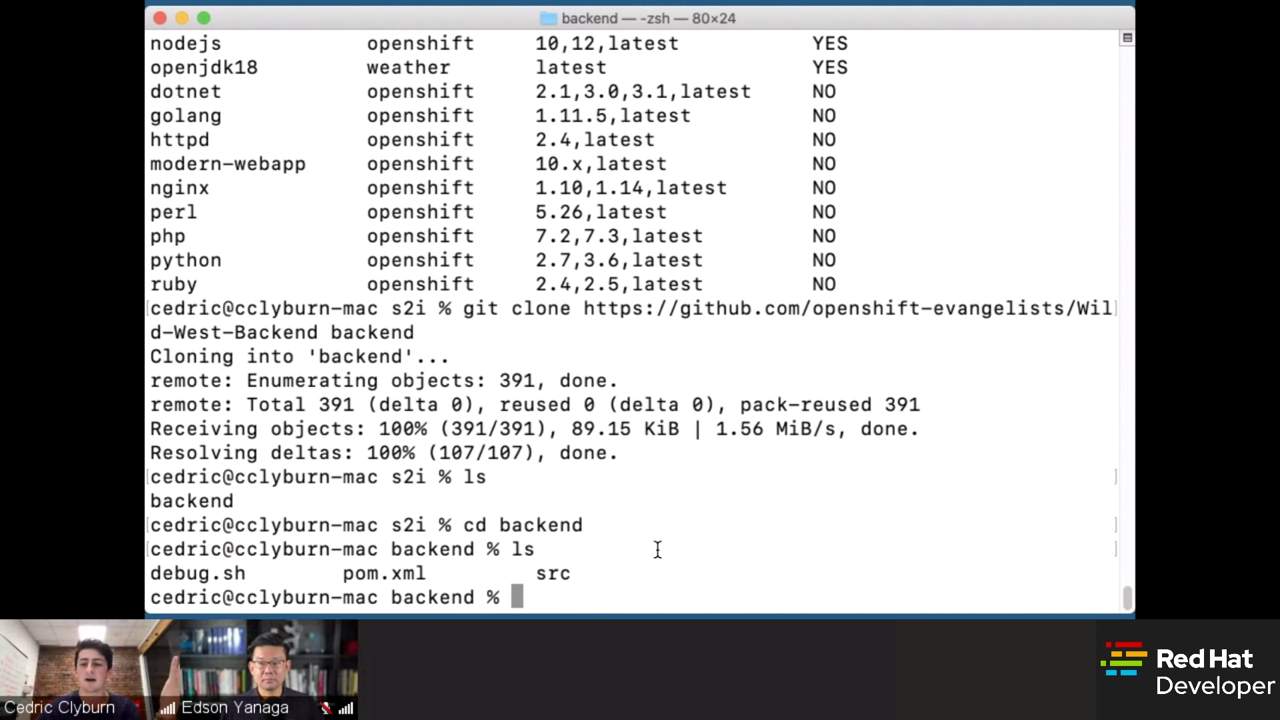 backend — -zsh — 80×24
nodejs openshift 10,12,latest YES
openjdk18 weather latest YES
dotnet openshift 2.1,3.0,3.1,latest NO
golang openshift 1.11.5,latest NO
httpd openshift 2.4,latest NO
modern-webapp openshift 10.x,latest NO
nginx openshift 1.10,1.14,latest NO
perl openshift 5.26,latest NO
php openshift 7.2,7.3,latest NO
python openshift 2.7,3.6,latest NO
ruby openshift 2.4,2.5,latest NO
[cedric@cclyburn-mac s2i % git clone https://github.com/openshift-evangelists/Wil]
d-West-Backend backend
Cloning into 'backend'...
remote: Enumerating objects: 391, done.
remote: Total 391 (delta 0), reused 0 (delta 0), pack-reused 391
Receiving objects: 100% (391/391), 89.15 KiB | 1.56 MiB/s, done.
Resolving deltas: 100% (107/107), done.
[cedric@cclyburn-mac s2i % ls ]
backend
[cedric@cclyburn-mac s2i % cd backend ]
[cedric@cclyburn-mac backend % ls ]
debug.sh pom.xml src
cedric@cclyburn-mac backend %
Cedric Clyburn
Edson Yanaga
Red Hat
Developer